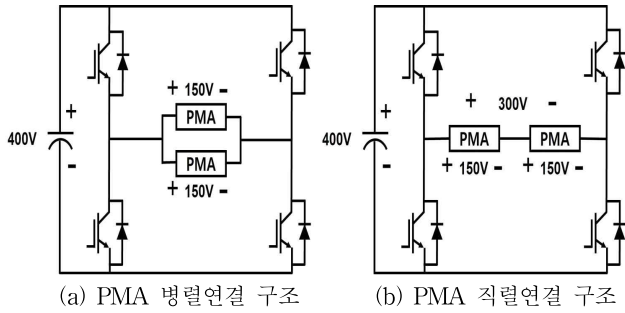 + 150V -
PMA
PMA
+ 150V -
400V
+
-
(a) PMA 병렬연결 구조
+ 300V -
PMA
PMA
+ 150V -
+ 150V -
400V
+
-
(b) PMA 직렬연결 구조